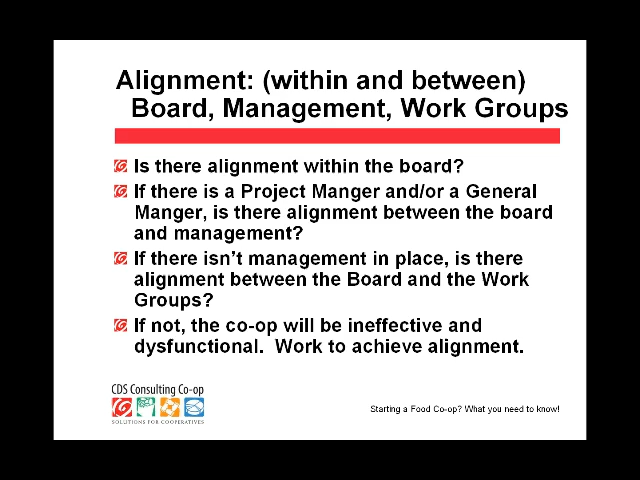 Alignment: (within and between)
Board, Management, Work Groups
Is there alignment within the board?
If there is a Project Manger and/or a General
Manger, is there alignment between the board
and management?
If there isn't management in place, is there
alignment between the Board and the Work
Groups?
If not, the co-op will be ineffective and
dysfunctional.  Work to achieve alignment.
CDS Consulting Co-op
SOLUTIONS FOR COOPERATIVES
Starting a Food Co-op? What you need to know!